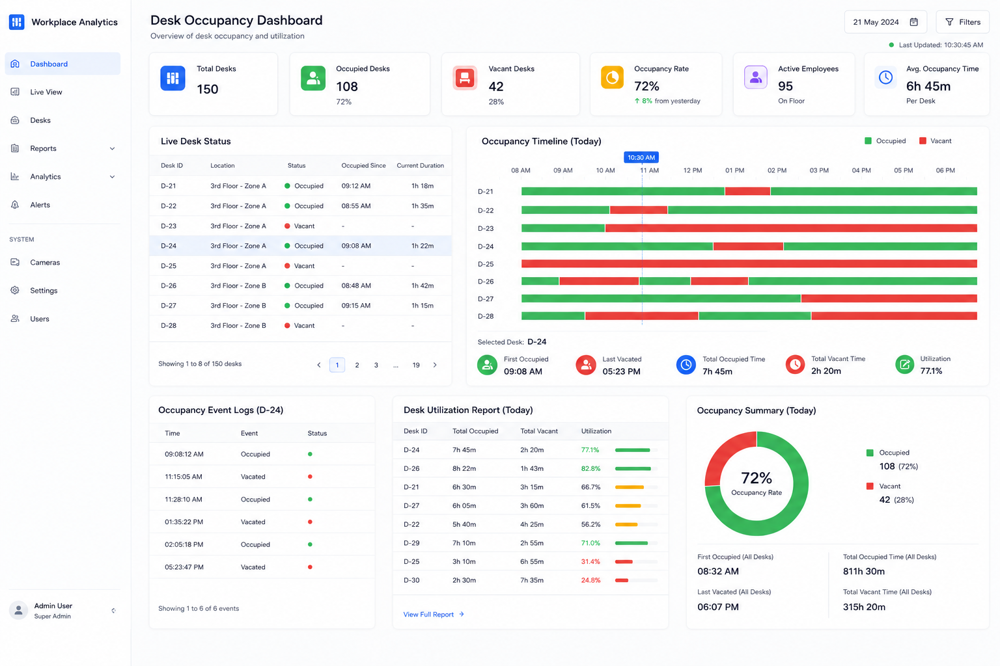 Workplace Analytics
Dashboard
Live View
Desks
Reports
Analytics
Alerts
SYSTEM
Cameras
Settings
Users
Admin User
Super Admin
Desk Occupancy Dashboard
Overview of desk occupancy and utilization
21 May 2024
Filters
Last Updated: 10:30:45 AM
Total Desks
150
Occupied Desks
108
72%
Vacant Desks
42
28%
Occupancy Rate
72%
↑ 8% from yesterday
Active Employees
95
On Floor
Avg. Occupancy Time
6h 45m
Per Desk
Live Desk Status
Desk ID Location Status Occupied Since Current Duration
D-21 3rd Floor - Zone A Occupied 09:12 AM 1h 18m
D-22 3rd Floor - Zone A Occupied 08:55 AM 1h 35m
D-23 3rd Floor - Zone A Vacant - -
D-24 3rd Floor - Zone A Occupied 09:08 AM 1h 22m
D-25 3rd Floor - Zone A Vacant - -
D-26 3rd Floor - Zone B Occupied 08:48 AM 1h 42m
D-27 3rd Floor - Zone B Occupied 09:15 AM 1h 15m
D-28 3rd Floor - Zone B Vacant - -
Showing 1 to 8 of 150 desks
1 2 3 ... 19
Occupancy Timeline (Today)
Occupied Vacant
10:30 AM
08 AM 09 AM 10 AM 11 AM 12 PM 01 PM 02 PM 03 PM 04 PM 05 PM 06 PM
D-21
D-22
D-23
D-24
D-25
D-26
D-27
D-28
Selected Desk: D-24
First Occupied
09:08 AM
Last Vacated
05:23 PM
Total Occupied Time
7h 45m
Total Vacant Time
2h 20m
Utilization
77.1%
Occupancy Event Logs (D-24)
Time Event Status
09:08:12 AM Occupied
11:15:05 AM Vacated
11:28:10 AM Occupied
01:35:22 PM Vacated
02:05:18 PM Occupied
05:23:47 PM Vacated
Showing 1 to 6 of 6 events
Desk Utilization Report (Today)
Desk ID Total Occupied Total Vacant Utilization
D-24 7h 45m 2h 20m 77.1%
D-26 8h 22m 1h 43m 82.8%
D-21 6h 30m 3h 15m 66.7%
D-27 6h 05m 3h 60m 61.5%
D-22 5h 40m 4h 25m 56.2%
D-29 7h 10m 2h 55m 71.0%
D-25 3h 10m 6h 55m 31.4%
D-30 2h 30m 7h 35m 24.8%
View Full Report →
Occupancy Summary (Today)
72%
Occupancy Rate
Occupied
108 (72%)
Vacant
42 (28%)
First Occupied (All Desks)
08:32 AM
Total Occupied Time (All Desks)
811h 30m
Last Vacated (All Desks)
06:07 PM
Total Vacant Time (All Desks)
315h 20m